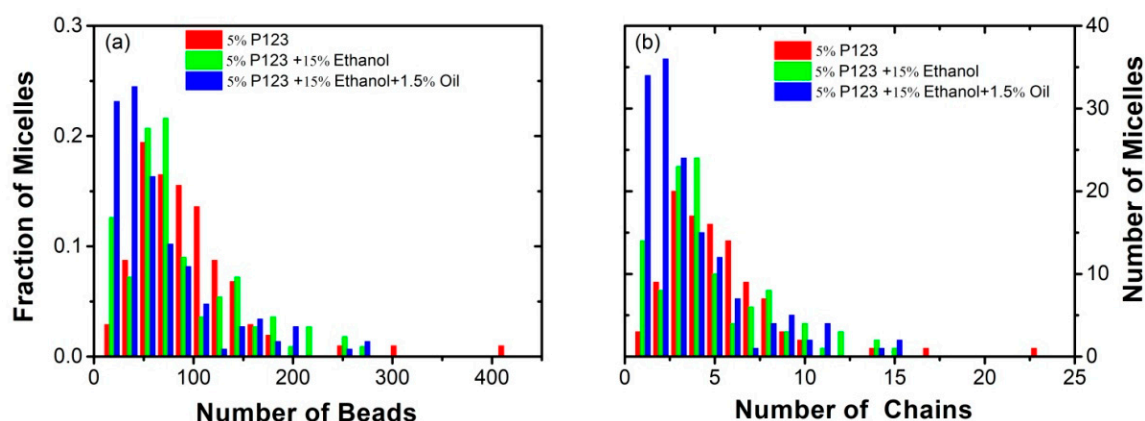 (a)
5% P123
5% P123 +15% Ethanol
5% P123 +15% Ethanol+1.5% Oil
0.3
0.2
0.1
0.0
Fraction of Micelles
0 100 200 300 400
Number of Beads
(b)
5% P123
5% P123 +15% Ethanol
5% P123 +15% Ethanol+1.5% Oil
40
30
20
10
0
Number of Micelles
0 5 10 15 20 25
Number of Chains